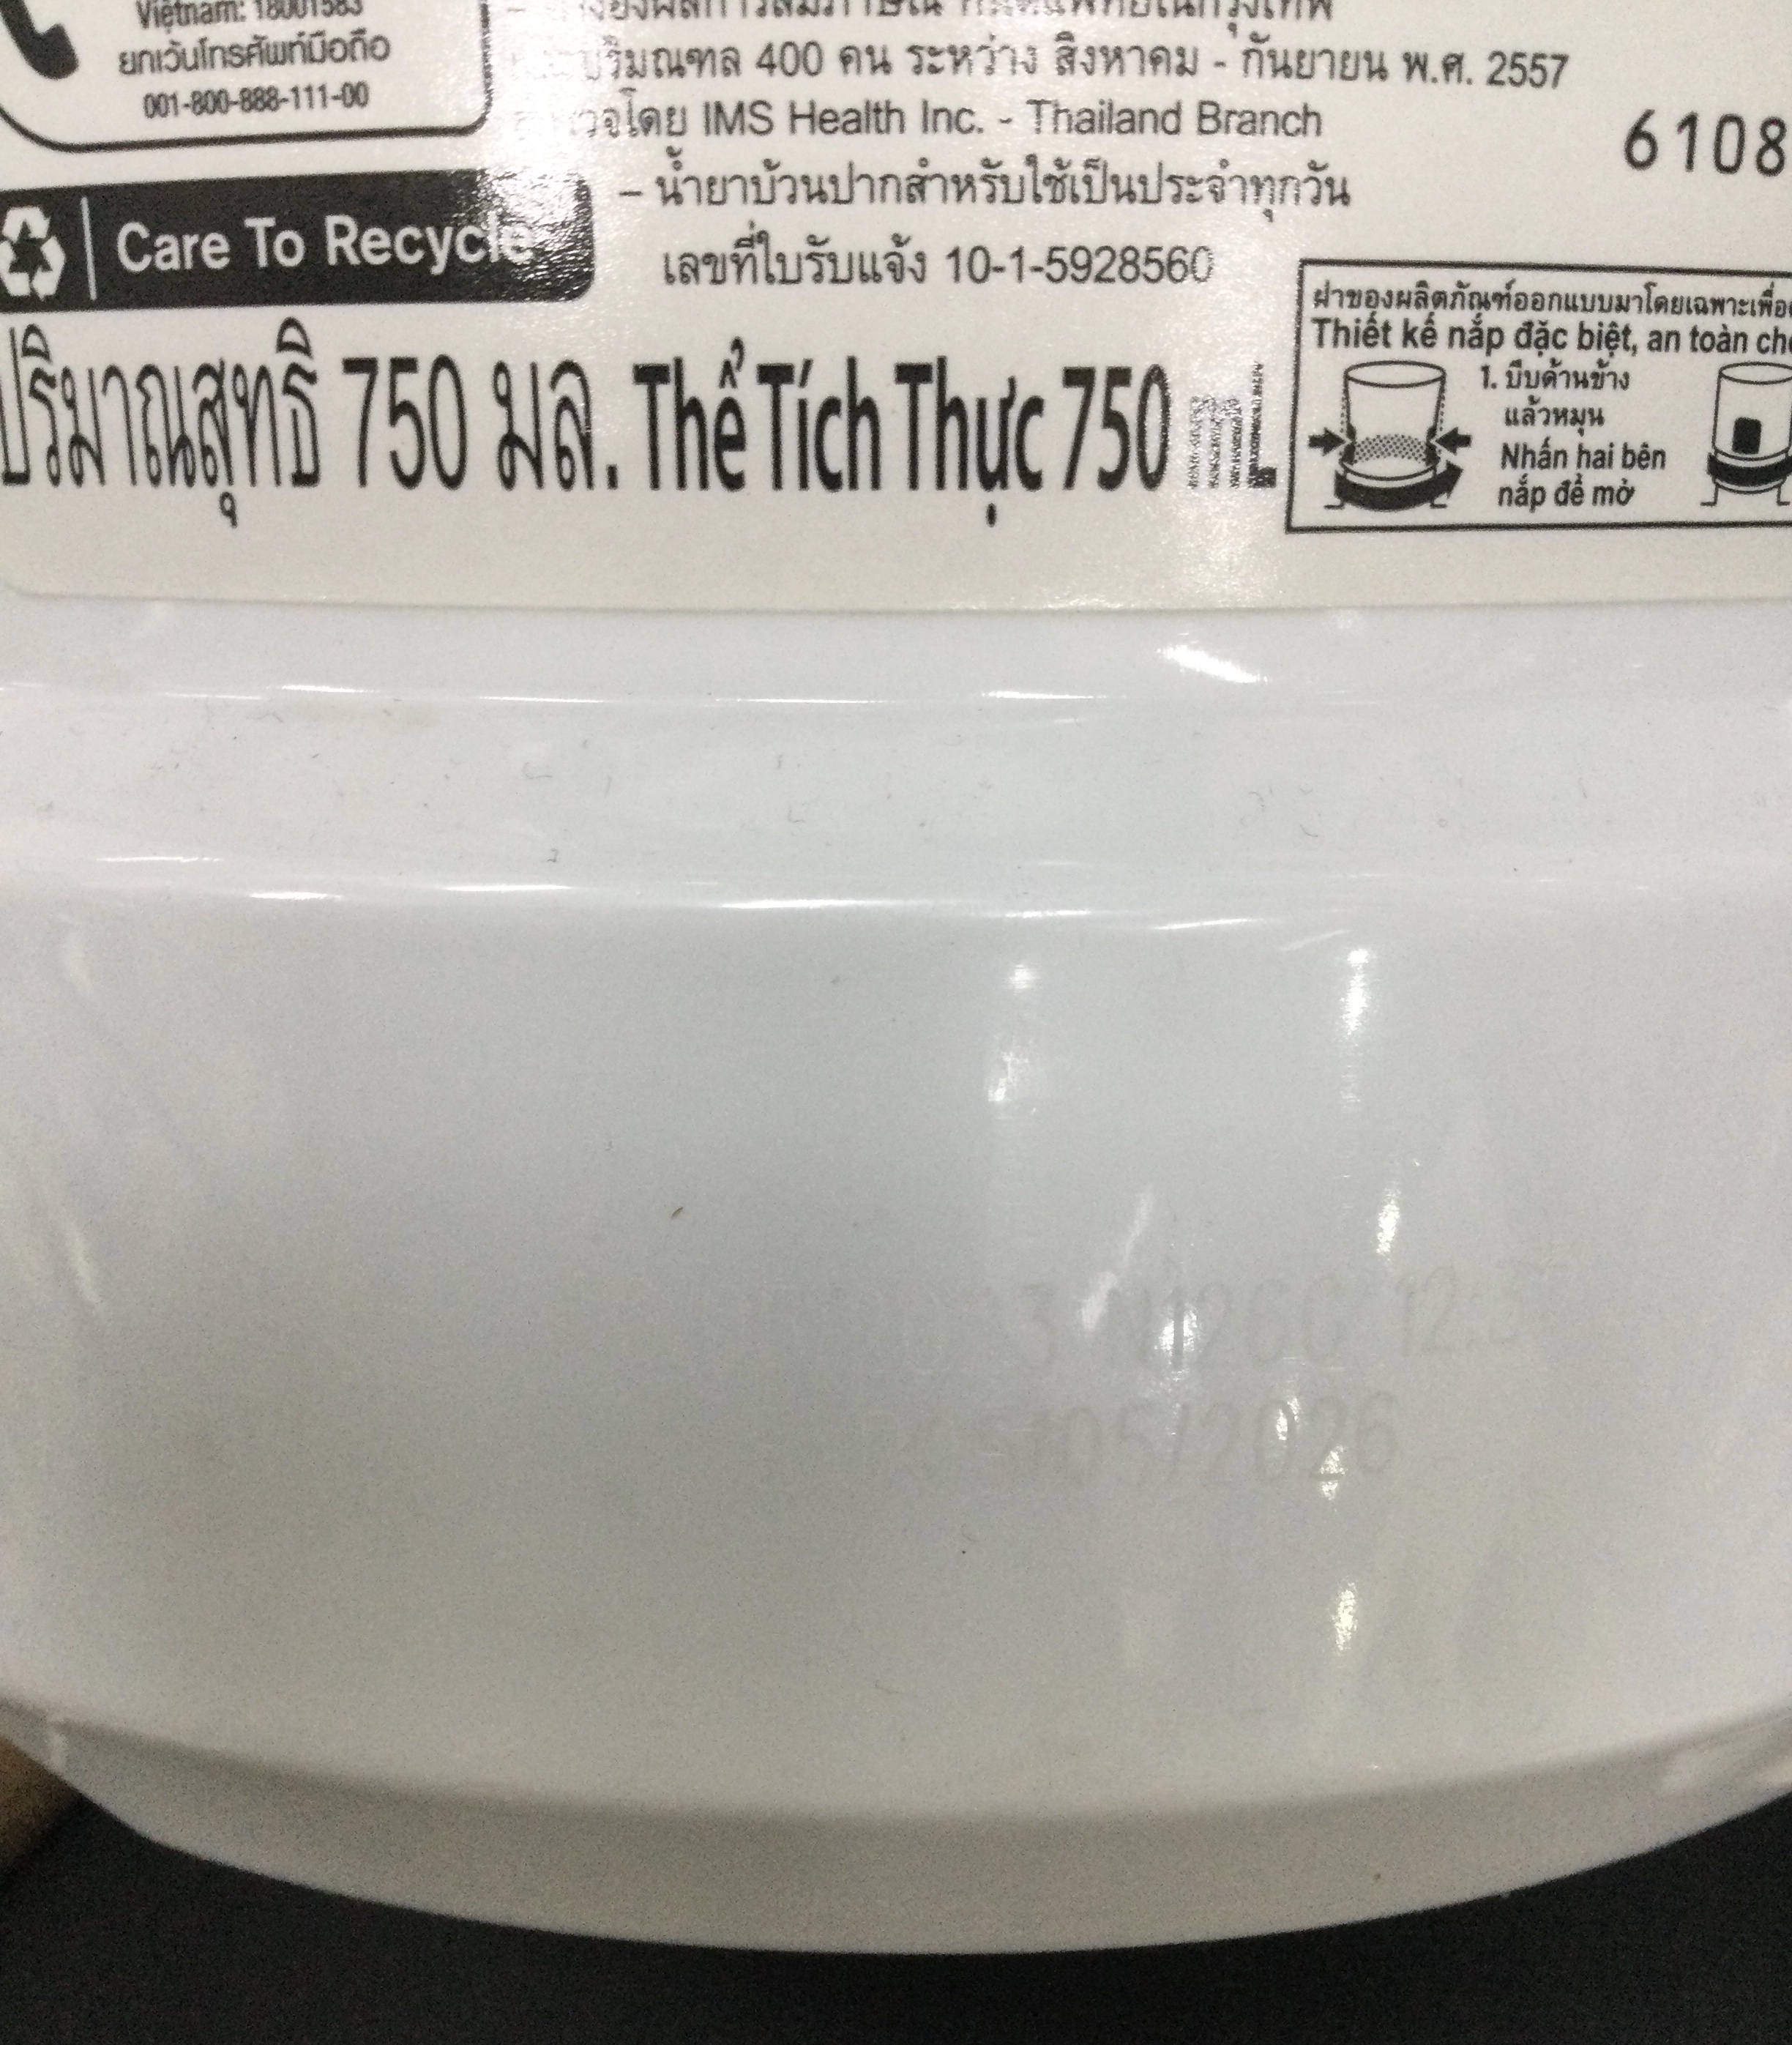 Vietnam: 18001583
ยกเว้นโทรศัพท์มือถือ
001-800-888-111-00
Care To Recycle
ปริมณฑล 400 คน ระหว่าง สิงหาคม - กันยายน พ.ศ. 2557
โดย IMS Health Inc. - Thailand Branch
– น้ำยาบ้วนปากสำหรับใช้เป็นประจำทุกวัน
เลขที่ใบรับแจ้ง 10-1-5928560
6108
ปริมาณสุทธิ 750 มล. Thể Tích Thực 750 mL
ฝาของผลิตภัณฑ์ออกแบบมาโดยเฉพาะเพื่อ
Thiết kế nắp đặc biệt, an toàn
1. บีบด้านข้าง
แล้วหมุน
Nhấn hai bên
nắp để mở
05/2026